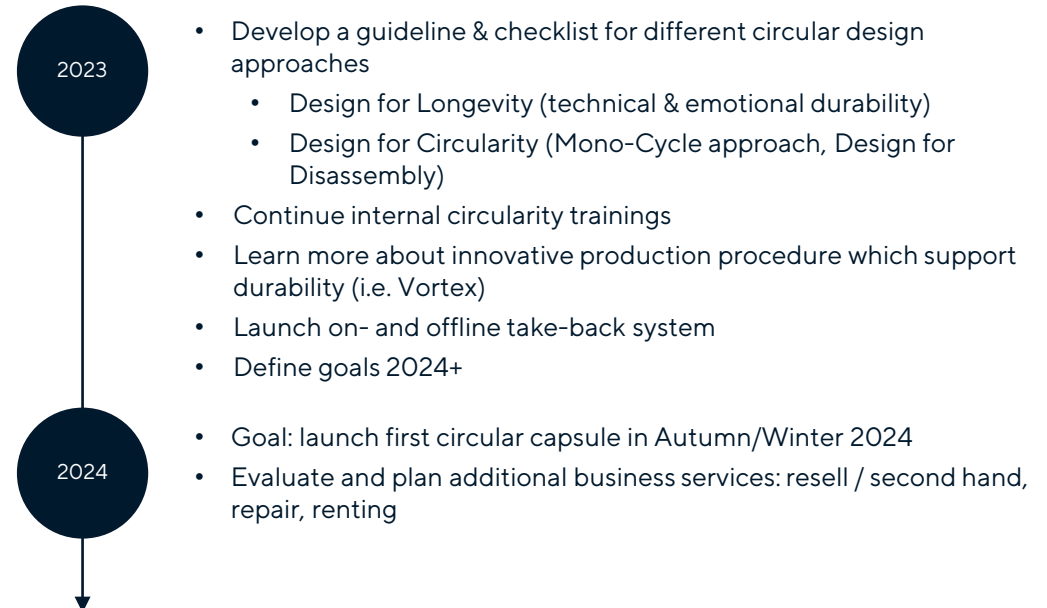 2023
• Develop a guideline & checklist for different circular design
approaches
• Design for Longevity (technical & emotional durability)
• Design for Circularity (Mono-Cycle approach, Design for
Disassembly)
• Continue internal circularity trainings
• Learn more about innovative production procedure which support
durability (i.e. Vortex)
• Launch on- and offline take-back system
• Define goals 2024+
2024
• Goal: launch first circular capsule in Autumn/Winter 2024
• Evaluate and plan additional business services: resell / second hand,
repair, renting